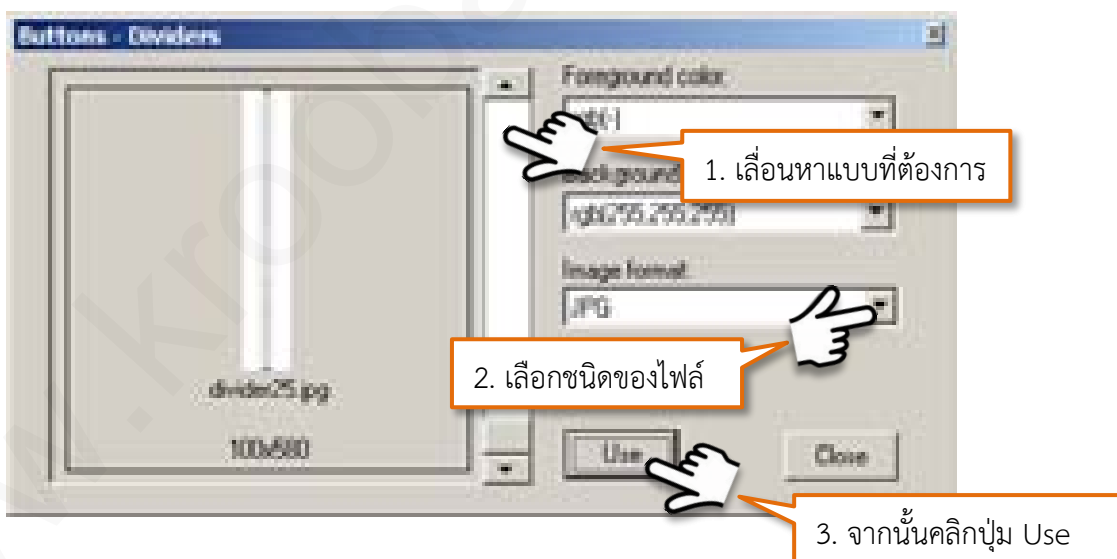 Buttons - Dividers
Foreground color:
1. เลื่อนหาแบบที่ต้องการ
Background
rgb(255,255,255)
Image format:
JPG
2. เลือกชนิดของไฟล์
divider25.jpg
100x580
Use
Close
3. จากนั้นคลิกปุ่ม Use